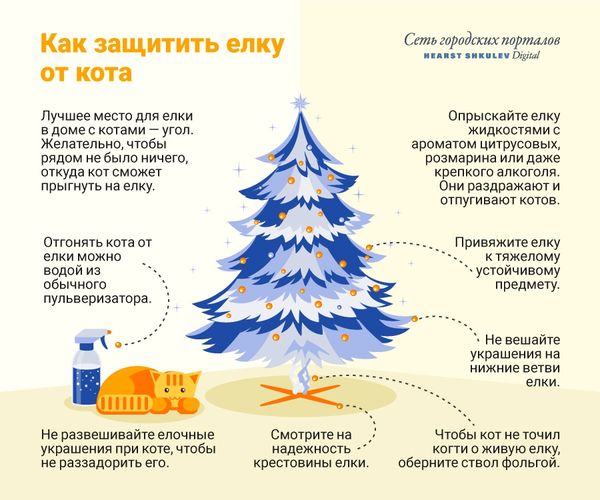 Как защитить елку
от кота
Сеть городских порталов
HEARST SHKULEV Digital
Лучшее место для елки
в доме с котами — угол.
Желательно, чтобы
рядом не было ничего,
откуда кот сможет
прыгнуть на елку.
Опрыскайте елку
жидкостями с
ароматом цитрусовых,
розмарина или даже
крепкого алкоголя.
Они раздражают и
отпугивают котов.
Отгонять кота от
елки можно
водой из
обычного
пульверизатора.
Привяжите елку
к тяжелому
устойчивому
предмету.
Не вешайте
украшения на
нижние ветви
елки.
Не развешивайте елочные
украшения при коте, чтобы
не раззадорить его.
Смотрите на
надежность
крестовины елки.
Чтобы кот не точил
когти о живую елку,
оберните ствол фольгой.